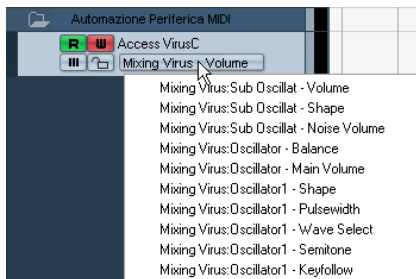 Automazione Periferica MIDI
R W Access VirusC
Mixing Virus - Volume
Mixing Virus:Sub Oscillat - Volume
Mixing Virus:Sub Oscillat - Shape
Mixing Virus:Sub Oscillat - Noise Volume
Mixing Virus:Oscillator - Balance
Mixing Virus:Oscillator - Main Volume
Mixing Virus:Oscillator1 - Shape
Mixing Virus:Oscillator1 - Pulsewidth
Mixing Virus:Oscillator1 - Wave Select
Mixing Virus:Oscillator1 - Semitone
Mixing Virus:Oscillator1 - Keyfollow